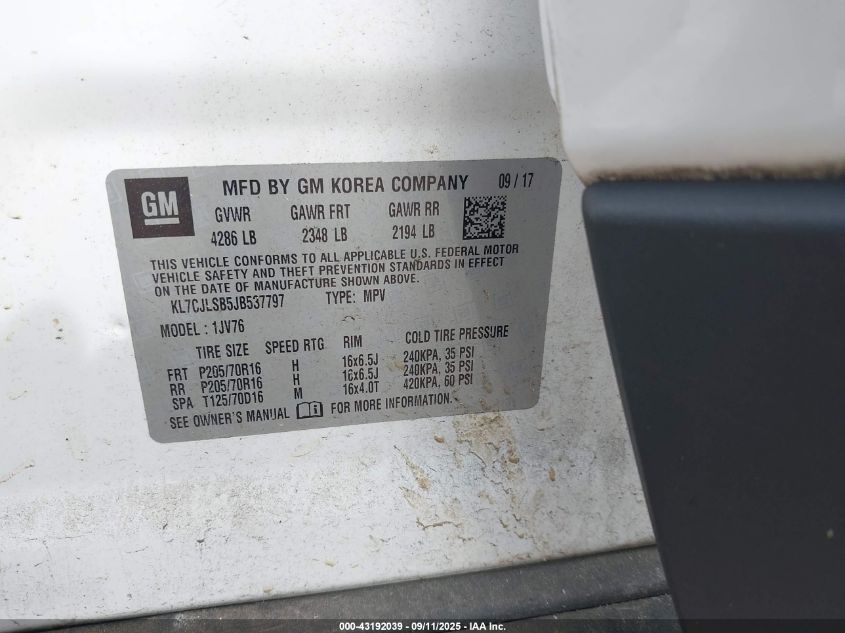 GM
MFD BY GM KOREA COMPANY 09 / 17
GVWR GAWR FRT GAWR RR
4286 LB 2348 LB 2194 LB
THIS VEHICLE CONFORMS TO ALL APPLICABLE U.S. FEDERAL MOTOR
VEHICLE SAFETY AND THEFT PREVENTION STANDARDS IN EFFECT
ON THE DATE OF MANUFACTURE SHOWN ABOVE.
KL7CJLSB5JB537797 TYPE: MPV
MODEL : 1JV76
TIRE SIZE SPEED RTG RIM COLD TIRE PRESSURE
FRT P205/70R16 H 16x6.5J 240KPA, 35 PSI
RR P205/70R16 H 16x6.5J 240KPA, 35 PSI
SPA T125/70D16 M 16x4.0T 420KPA, 60 PSI
SEE OWNER'S MANUAL FOR MORE INFORMATION.
000-43192039 - 09/11/2025 - IAA Inc.